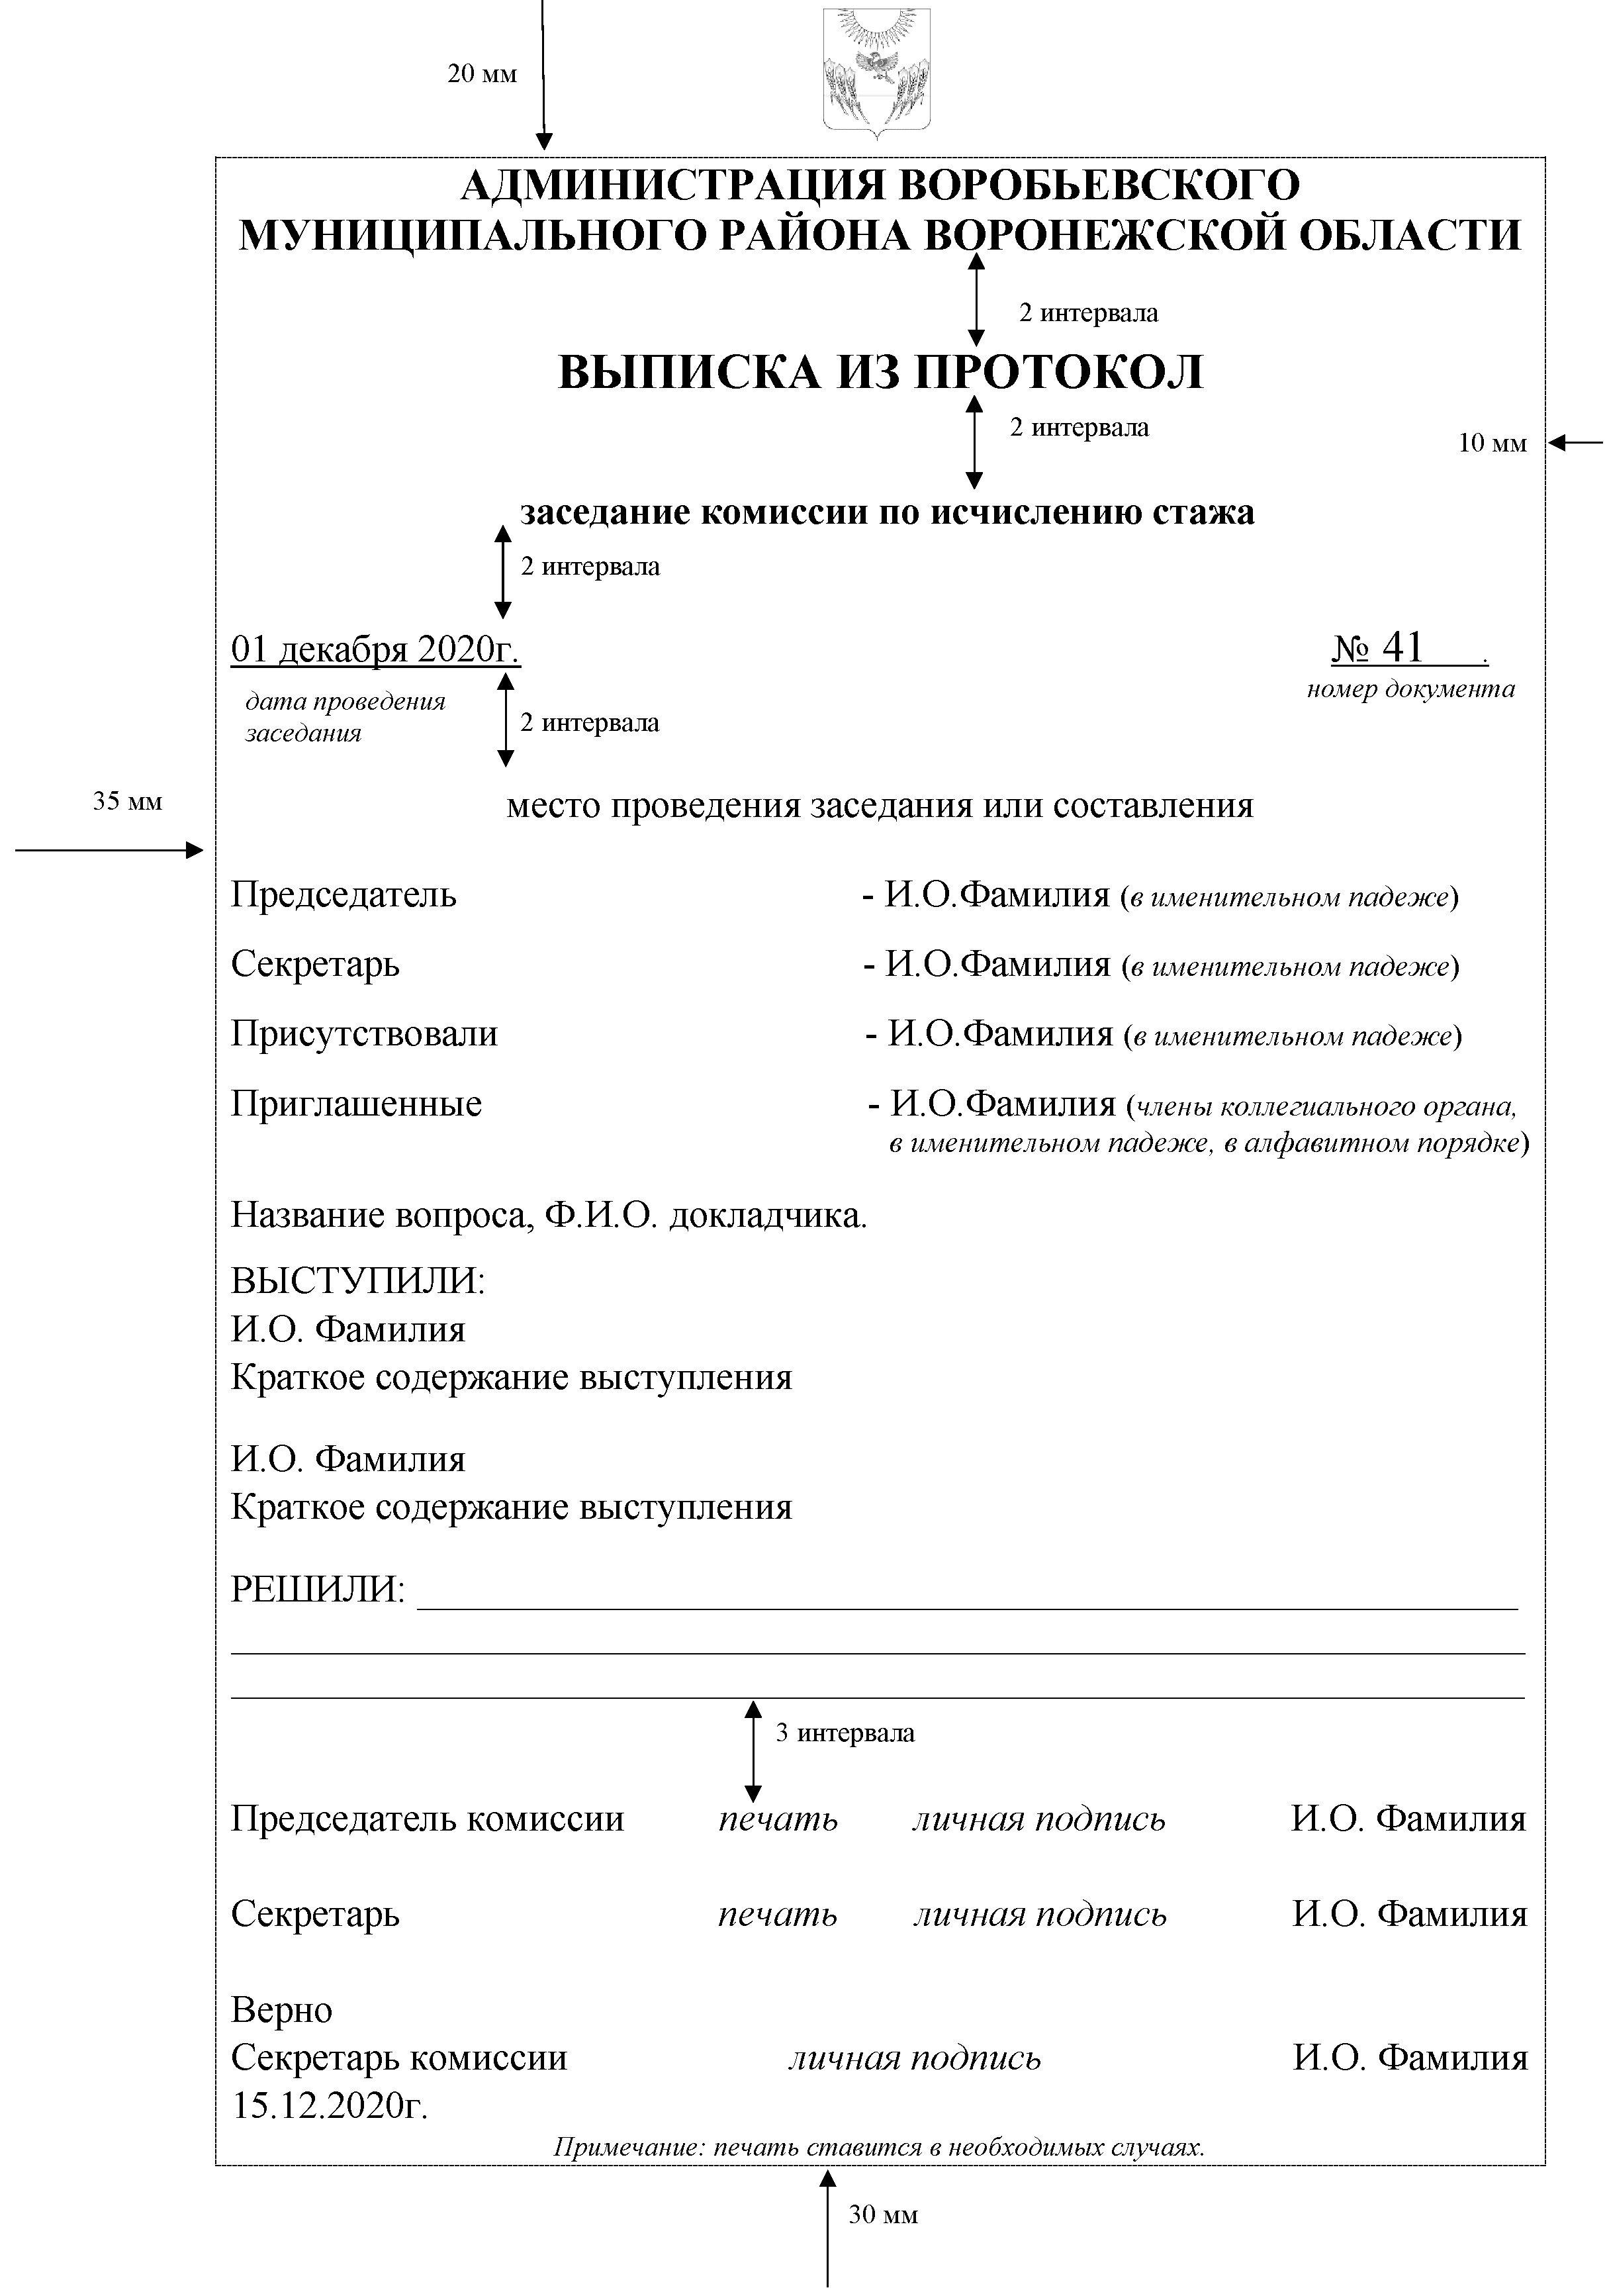 20 мм
АДМИНИСТРАЦИЯ ВОРОБЬЕВСКОГО
МУНИЦИПАЛЬНОГО РАЙОНА ВОРОНЕЖСКОЙ ОБЛАСТИ
2 интервала
ВЫПИСКА ИЗ ПРОТОКОЛ
2 интервала
10 мм
заседание комиссии по исчислению стажа
2 интервала
01 декабря 2020г. № 41 .
дата проведения номер документа
заседания
2 интервала
35 мм
место проведения заседания или составления
Председатель - И.О.Фамилия (в именительном падеже)
Секретарь - И.О.Фамилия (в именительном падеже)
Присутствовали - И.О.Фамилия (в именительном падеже)
Приглашенные - И.О.Фамилия (члены коллегиального органа,
в именительном падеже, в алфавитном порядке)
Название вопроса, Ф.И.О. докладчика.
ВЫСТУПИЛИ:
И.О. Фамилия
Краткое содержание выступления
И.О. Фамилия
Краткое содержание выступления
РЕШИЛИ:
3 интервала
Председатель комиссии печать личная подпись И.О. Фамилия
Секретарь печать личная подпись И.О. Фамилия
Верно
Секретарь комиссии личная подпись И.О. Фамилия
15.12.2020г.
Примечание: печать ставится в необходимых случаях.
30 мм